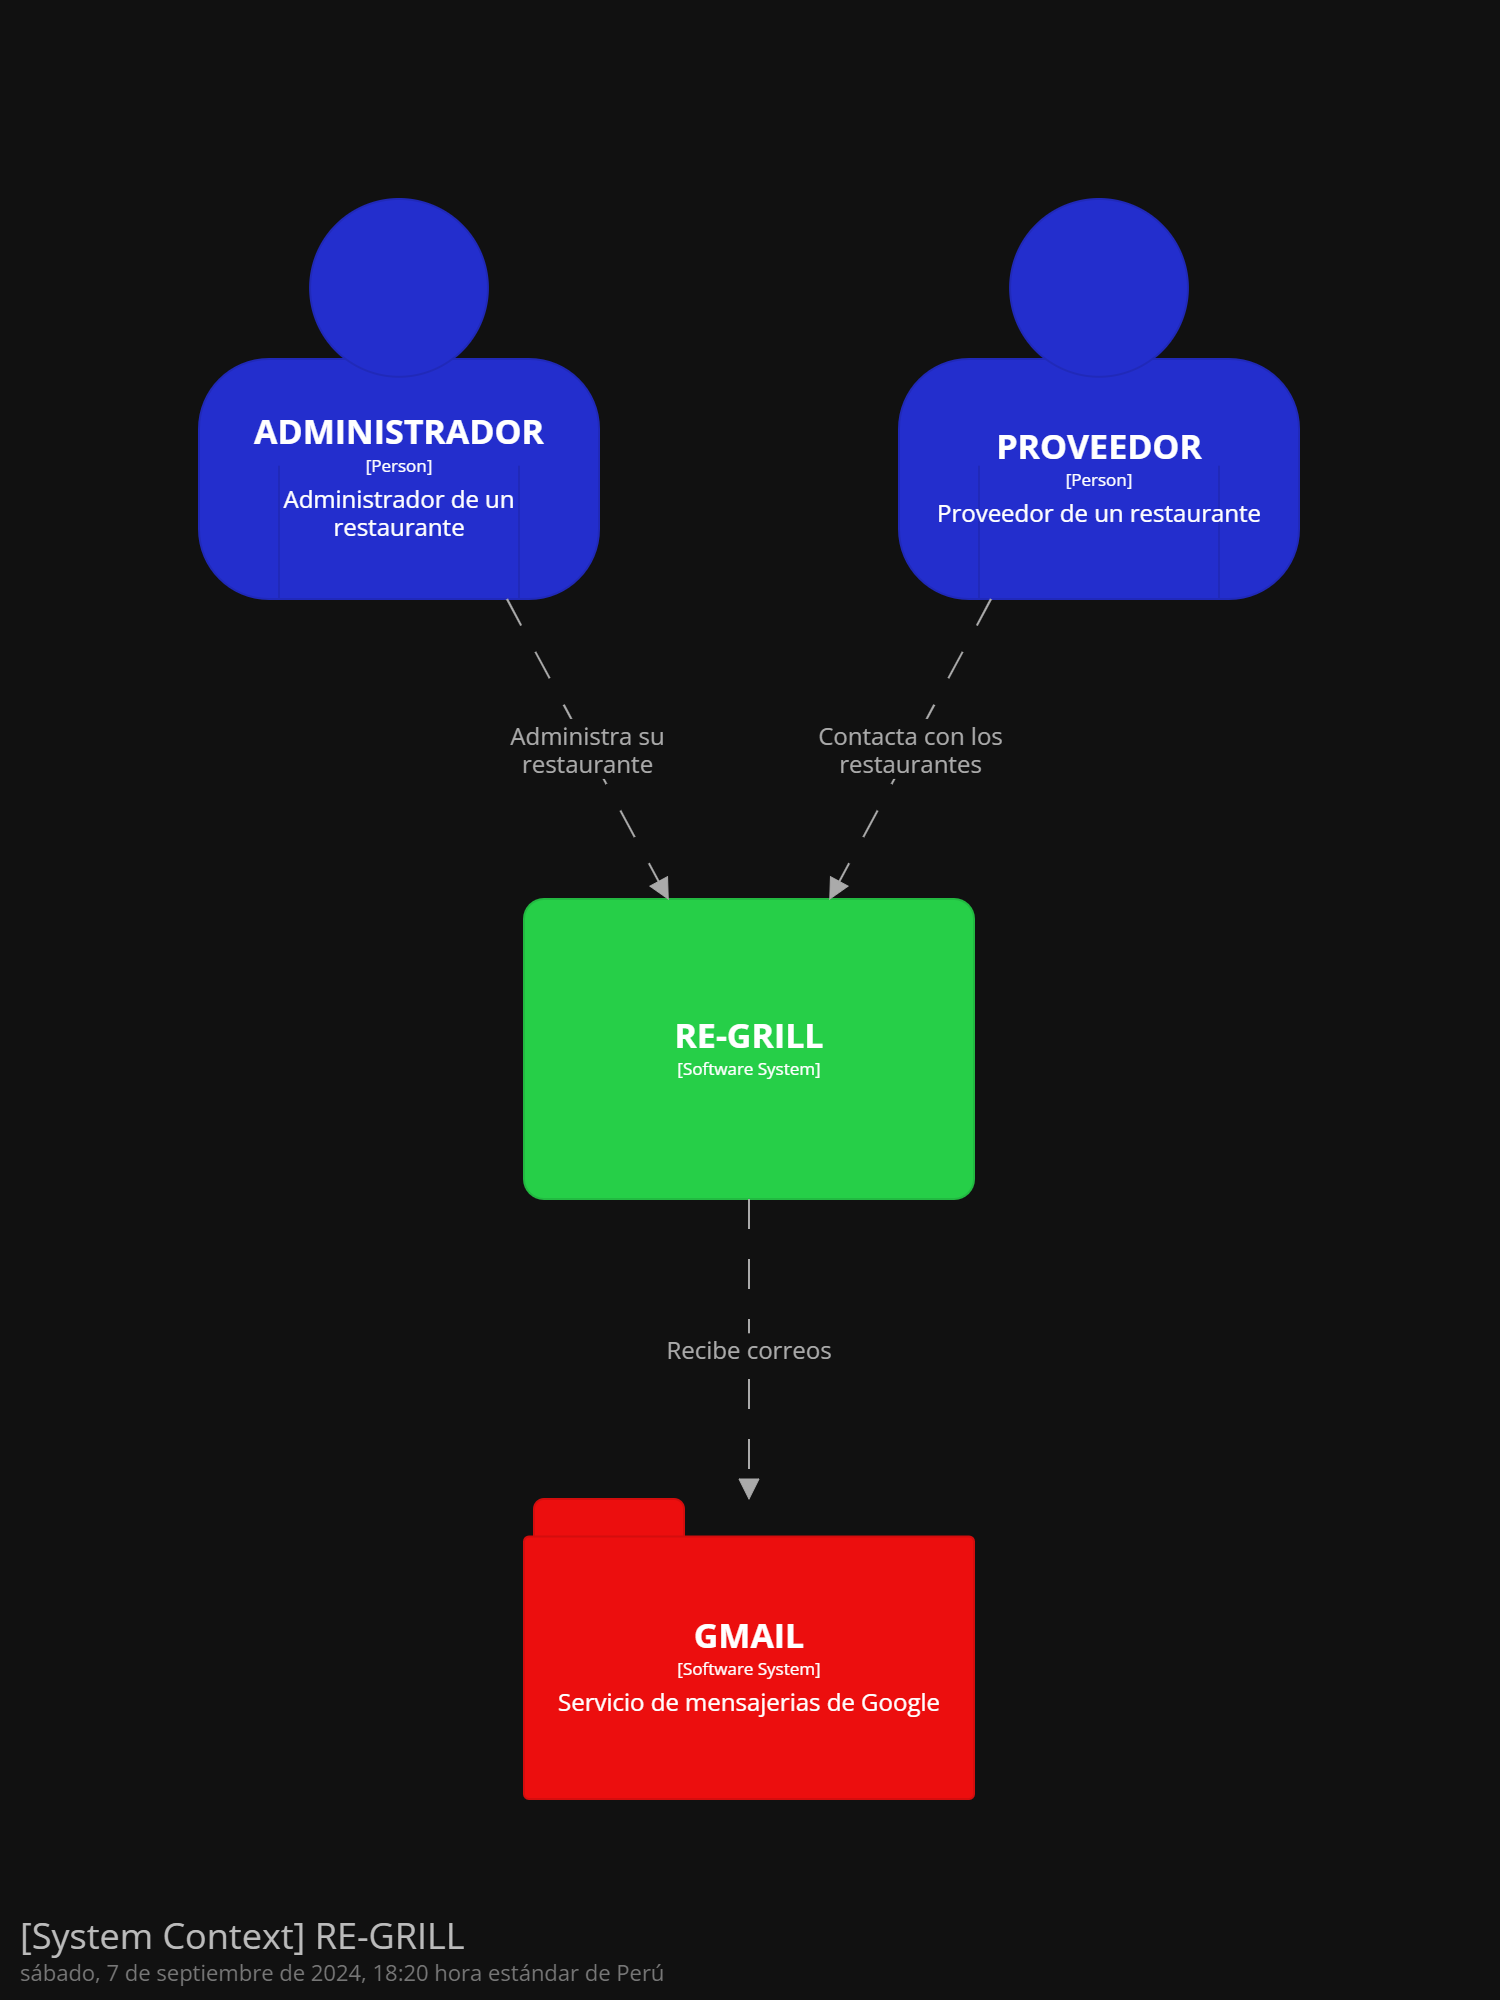 ADMINISTRADOR
[Person]
Administrador de un
restaurante
PROVEEDOR
[Person]
Proveedor de un restaurante
Administra su
restaurante
Contacta con los
restaurantes
RE-GRILL
[Software System]
Recibe correos
GMAIL
[Software System]
Servicio de mensajerias de Google
[System Context] RE-GRILL
sábado, 7 de septiembre de 2024, 18:20 hora estándar de Perú